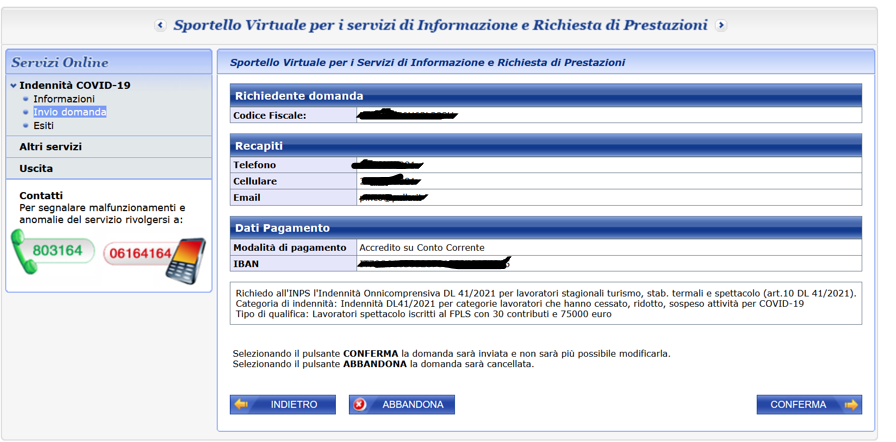 Sportello Virtuale per i servizi di Informazione e Richiesta di Prestazioni
Servizi Online
Indennità COVID-19
Informazioni
Invio domanda
Esiti
Altri servizi
Uscita
Contatti
Per segnalare malfunzionamenti e
anomalie del servizio rivolgersi a:
803164
06164164
Sportello Virtuale per i Servizi di Informazione e Richiesta di Prestazioni
Richiedente domanda
Codice Fiscale:
Recapiti
Telefono
Cellulare
Email
Dati Pagamento
Modalità di pagamento Accredito su Conto Corrente
IBAN
Richiedo all'INPS l'Indennità Onnicomprensiva DL 41/2021 per lavoratori stagionali turismo, stab. termali e spettacolo (art.10 DL 41/2021).
Categoria di indennità: Indennità DL41/2021 per categorie lavoratori che hanno cessato, ridotto, sospeso attività per COVID-19
Tipo di qualifica: Lavoratori spettacolo iscritti al FPLS con 30 contributi e 75000 euro
Selezionando il pulsante CONFERMA la domanda sarà inviata e non sarà più possibile modificarla.
Selezionando il pulsante ABBANDONA la domanda sarà cancellata.
INDIETRO
ABBANDONA
CONFERMA